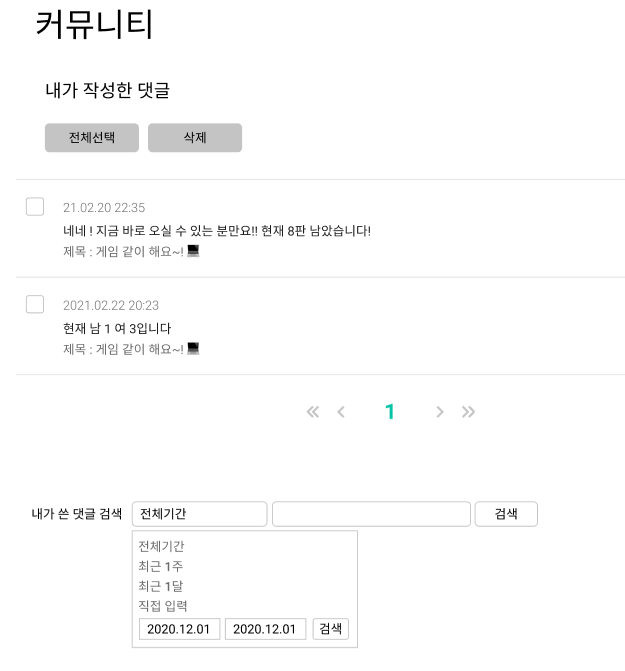 커뮤니티
내가 작성한 댓글
전체선택 삭제
21.02.20 22:35
네네 ! 지금 바로 오실 수 있는 분만요!! 현재 8판 남았습니다!
제목 : 게임 같이 해요~!
2021.02.22 20:23
현재 남 1 여 3입니다
제목 : 게임 같이 해요~!
« ‹ 1 › »
내가 쓴 댓글 검색 전체기간 검색
전체기간
최근 1주
최근 1달
직접 입력
2020.12.01 2020.12.01 검색